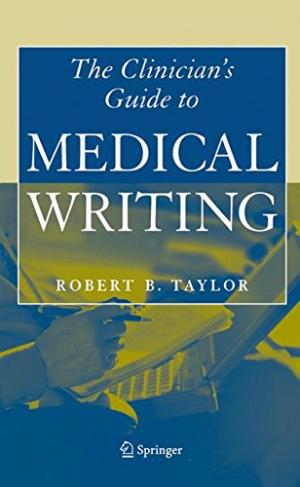 The Clinician's
Guide to
MEDICAL
WRITING
ROBERT B. TAYLOR
Springer